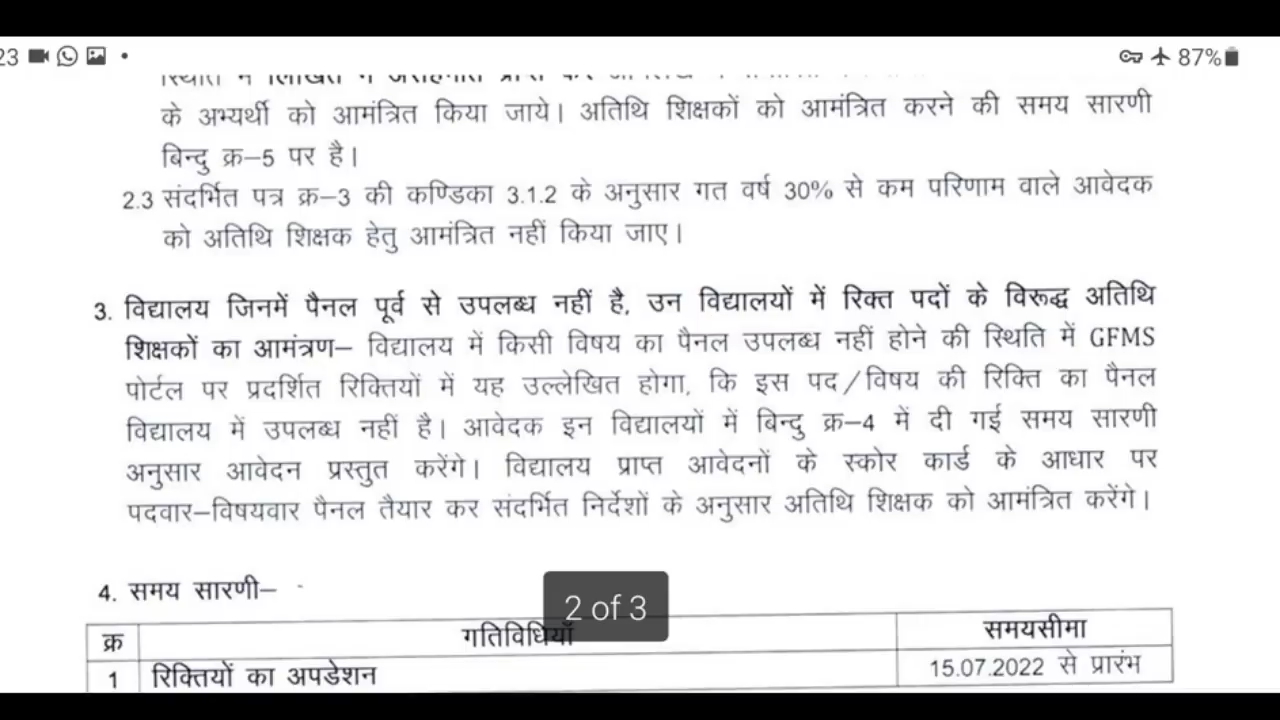 23
87%
के अभ्यर्थी को आमंत्रित किया जाये। अतिथि शिक्षकों को आमंत्रित करने की समय सारणी
बिन्दु क्र–5 पर है।
2.3 संदर्भित पत्र क्र–3 की कण्डिका 3.1.2 के अनुसार गत वर्ष 30% से कम परिणाम वाले आवेदक
को अतिथि शिक्षक हेतु आमंत्रित नहीं किया जाए।
3. विद्यालय जिनमें पैनल पूर्व से उपलब्ध नहीं है, उन विद्यालयों में रिक्त पदों के विरूद्ध अतिथि
शिक्षकों का आमंत्रण– विद्यालय में किसी विषय का पैनल उपलब्ध नहीं होने की स्थिति में GFMS
पोर्टल पर प्रदर्शित रिक्तियों में यह उल्लेखित होगा, कि इस पद/विषय की रिक्ति का पैनल
विद्यालय में उपलब्ध नहीं है। आवेदक इन विद्यालयों में बिन्दु क्र–4 में दी गई समय सारणी
अनुसार आवेदन प्रस्तुत करेंगे। विद्यालय प्राप्त आवेदनों के स्कोर कार्ड के आधार पर
पदवार–विषयवार पैनल तैयार कर संदर्भित निर्देशों के अनुसार अतिथि शिक्षक को आमंत्रित करेंगे।
4. समय सारणी–
2 of 3
क्र गतिविधियाँ समयसीमा
1 रिक्तियों का अपडेशन 15.07.2022 से प्रारंभ